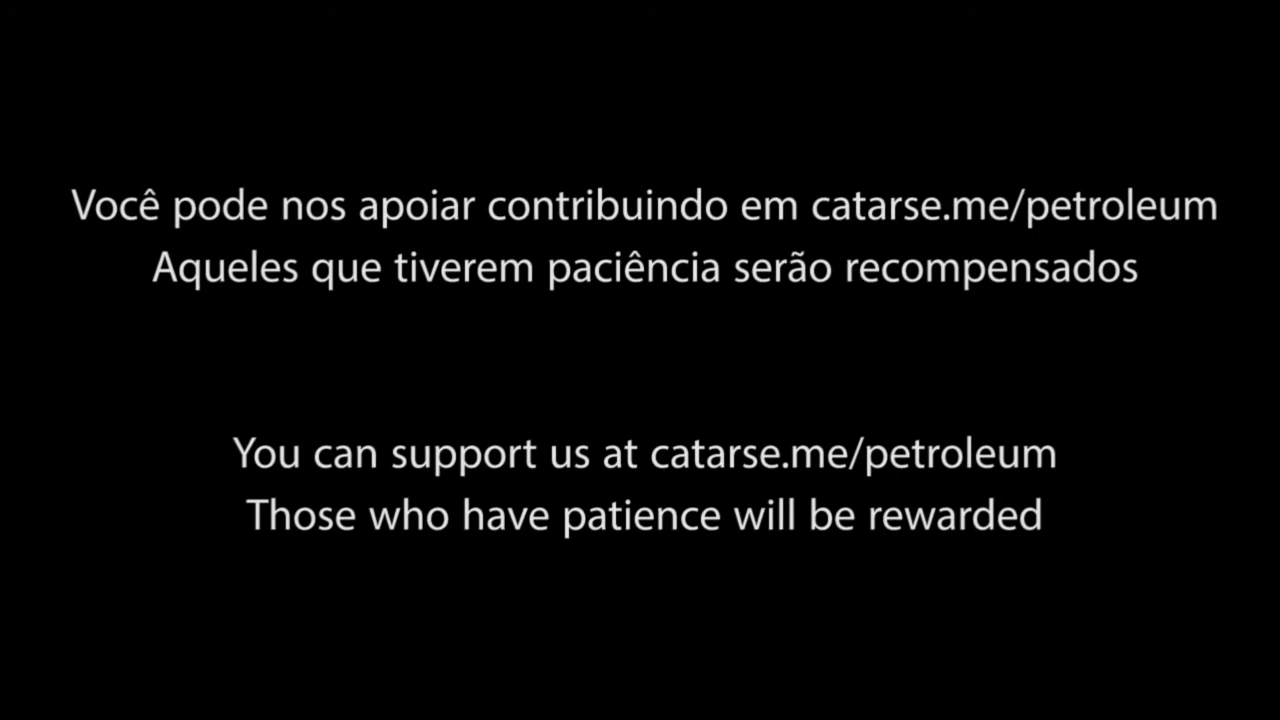 Você pode nos apoiar contribuindo em catarse.me/petroleum
Aqueles que tiverem paciência serão recompensados
You can support us at catarse.me/petroleum
Those who have patience will be rewarded